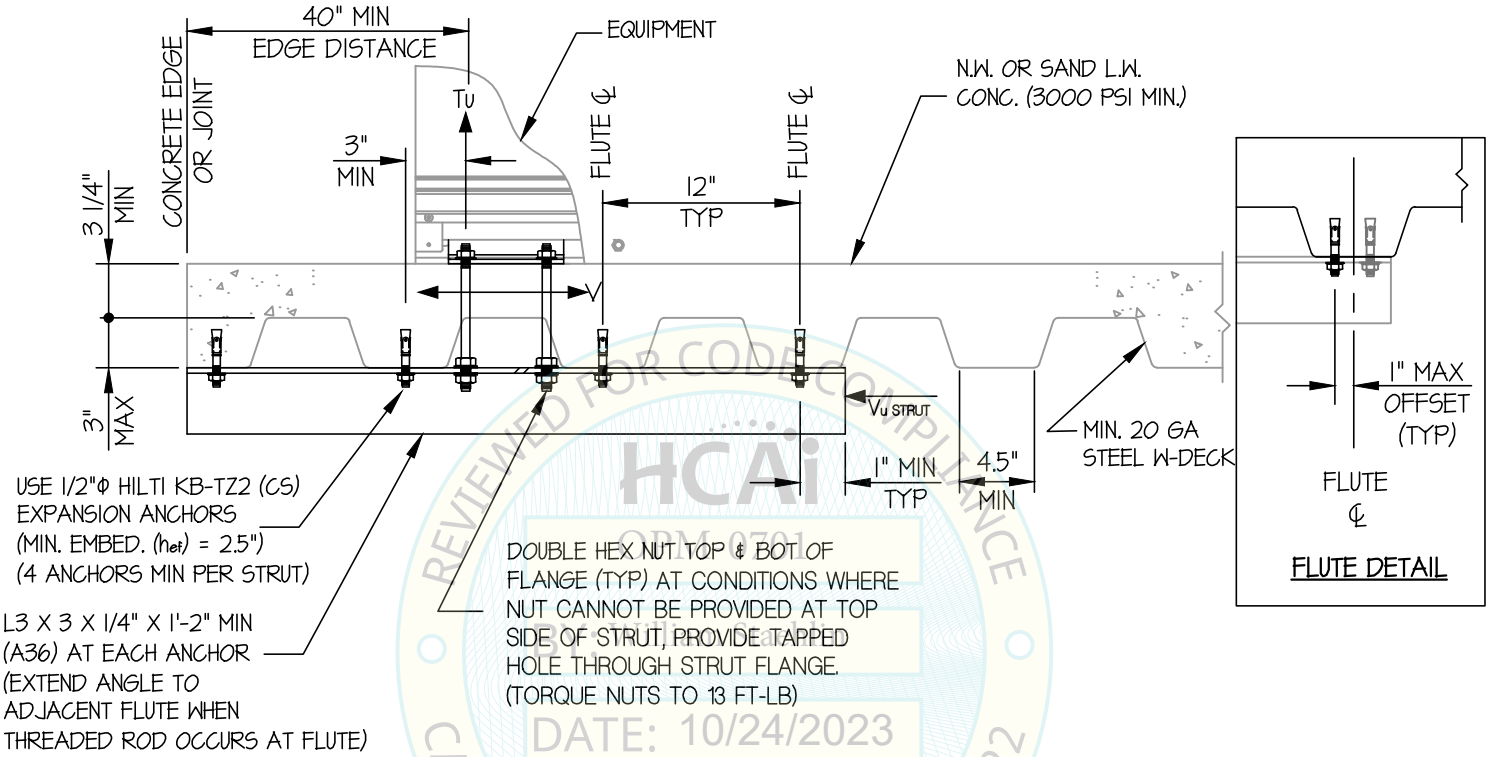 40" MIN
EDGE DISTANCE
EQUIPMENT
CONCRETE EDGE
OR JOINT
Tu
FLUTE ℄
FLUTE ℄
N.W. OR SAND L.W.
CONC. (3000 PSI MIN.)
3"
MIN
12"
TYP
3 1/4"
MIN
V
3"
MAX
Vu STRUT
1" MIN
TYP
4.5"
MIN
MIN. 20 GA
STEEL W-DECK
1" MAX
OFFSET
(TYP)
FLUTE
℄
FLUTE DETAIL
USE 1/2"Φ HILTI KB-TZ2 (CS)
EXPANSION ANCHORS
(MIN. EMBED. (hef) = 2.5")
(4 ANCHORS MIN PER STRUT)
L3 X 3 X 1/4" X 1'-2" MIN
(A36) AT EACH ANCHOR
(EXTEND ANGLE TO
ADJACENT FLUTE WHEN
THREADED ROD OCCURS AT FLUTE)
DOUBLE HEX NUT TOP & BOT OF
FLANGE (TYP) AT CONDITIONS WHERE
NUT CANNOT BE PROVIDED AT TOP
SIDE OF STRUT, PROVIDE TAPPED
HOLE THROUGH STRUT FLANGE.
(TORQUE NUTS TO 13 FT-LB)
REVIEWED FOR CODE COMPLIANCE
HCAi
OPM-0701
BY: William Staehlin
DATE: 10/24/2023